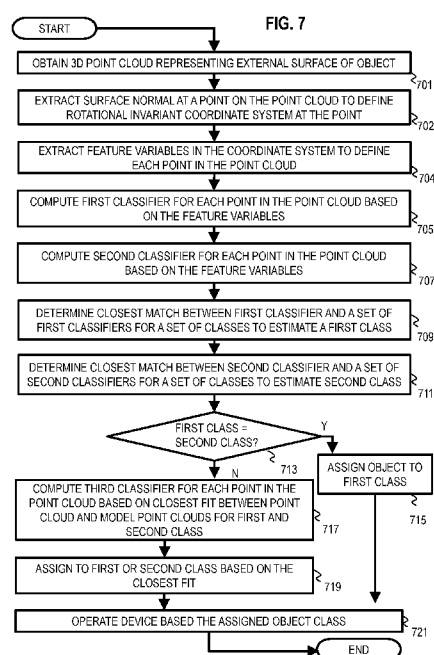 FIG. 7
START
OBTAIN 3D POINT CLOUD REPRESENTING EXTERNAL SURFACE OF OBJECT
701
EXTRACT SURFACE NORMAL AT A POINT ON THE POINT CLOUD TO DEFINE
ROTATIONAL INVARIANT COORDINATE SYSTEM AT THE POINT
702
EXTRACT FEATURE VARIABLES IN THE COORDINATE SYSTEM TO DEFINE
EACH POINT IN THE POINT CLOUD
704
COMPUTE FIRST CLASSIFIER FOR EACH POINT IN THE POINT CLOUD BASED
ON THE FEATURE VARIABLES
705
COMPUTE SECOND CLASSIFIER FOR EACH POINT IN THE POINT CLOUD
BASED ON THE FEATURE VARIABLES
707
DETERMINE CLOSEST MATCH BETWEEN FIRST CLASSIFIER AND A SET OF
FIRST CLASSIFIERS FOR A SET OF CLASSES TO ESTIMATE A FIRST CLASS
709
DETERMINE CLOSEST MATCH BETWEEN SECOND CLASSIFIER AND A SET OF
SECOND CLASSIFIERS FOR A SET OF CLASSES TO ESTIMATE SECOND CLASS
711
FIRST CLASS =
SECOND CLASS?
Y
713
N
ASSIGN OBJECT TO
FIRST CLASS
715
COMPUTE THIRD CLASSIFIER FOR EACH POINT IN THE
POINT CLOUD BASED ON CLOSEST FIT BETWEEN POINT
CLOUD AND MODEL POINT CLOUDS FOR FIRST AND
SECOND CLASS
717
ASSIGN TO FIRST OR SECOND CLASS BASED ON THE
CLOSEST FIT
719
OPERATE DEVICE BASED THE ASSIGNED OBJECT CLASS
721
END